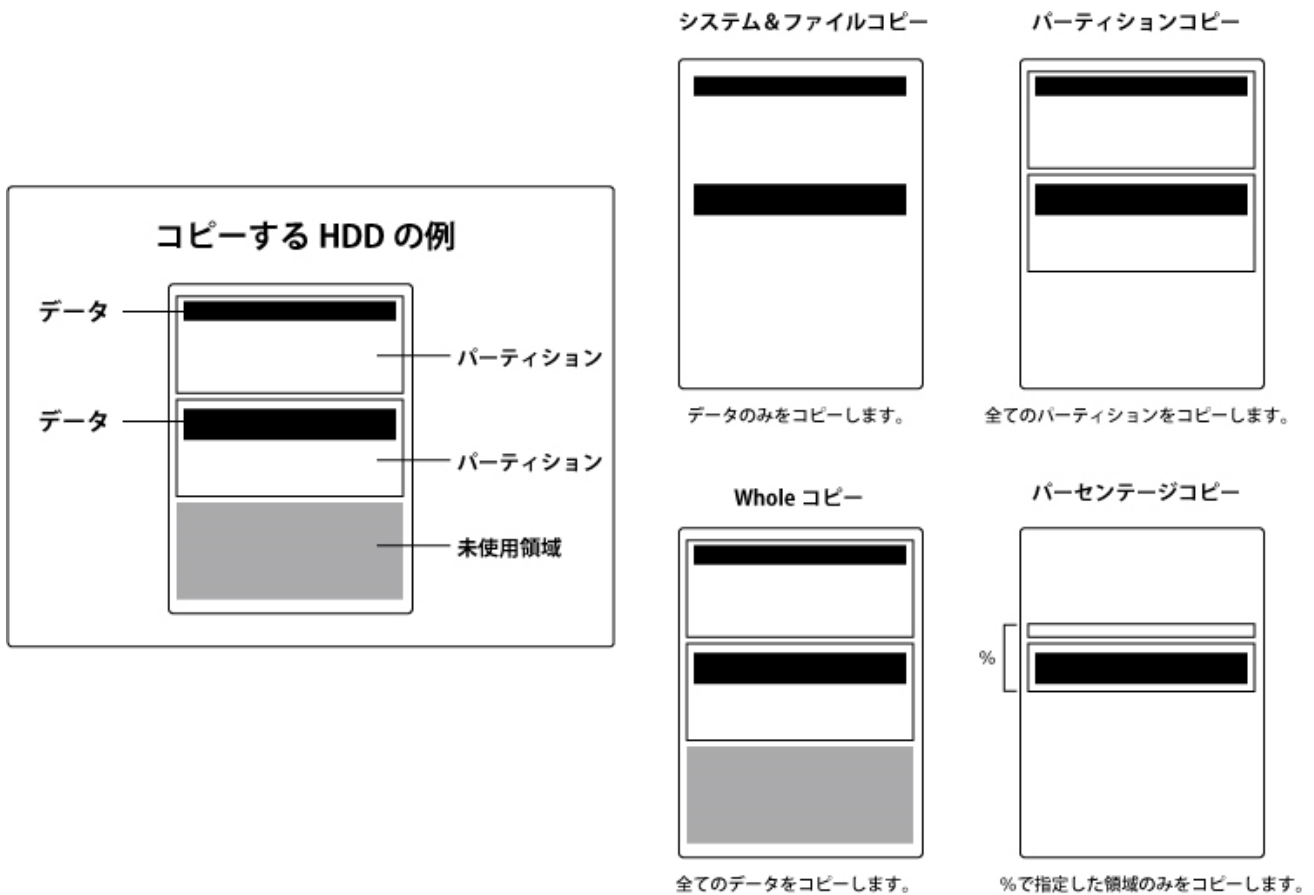 コピーする HDD の例
データ
パーティション
データ
パーティション
未使用領域
システム＆ファイルコピー
データのみをコピーします。
パーティションコピー
全てのパーティションをコピーします。
Whole コピー
全てのデータをコピーします。
パーセンテージコピー
%
%で指定した領域のみをコピーします。